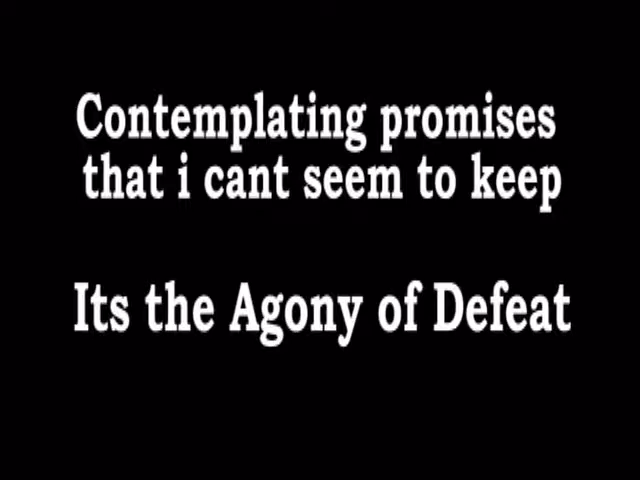 Contemplating promises
that i cant seem to keep
Its the Agony of Defeat